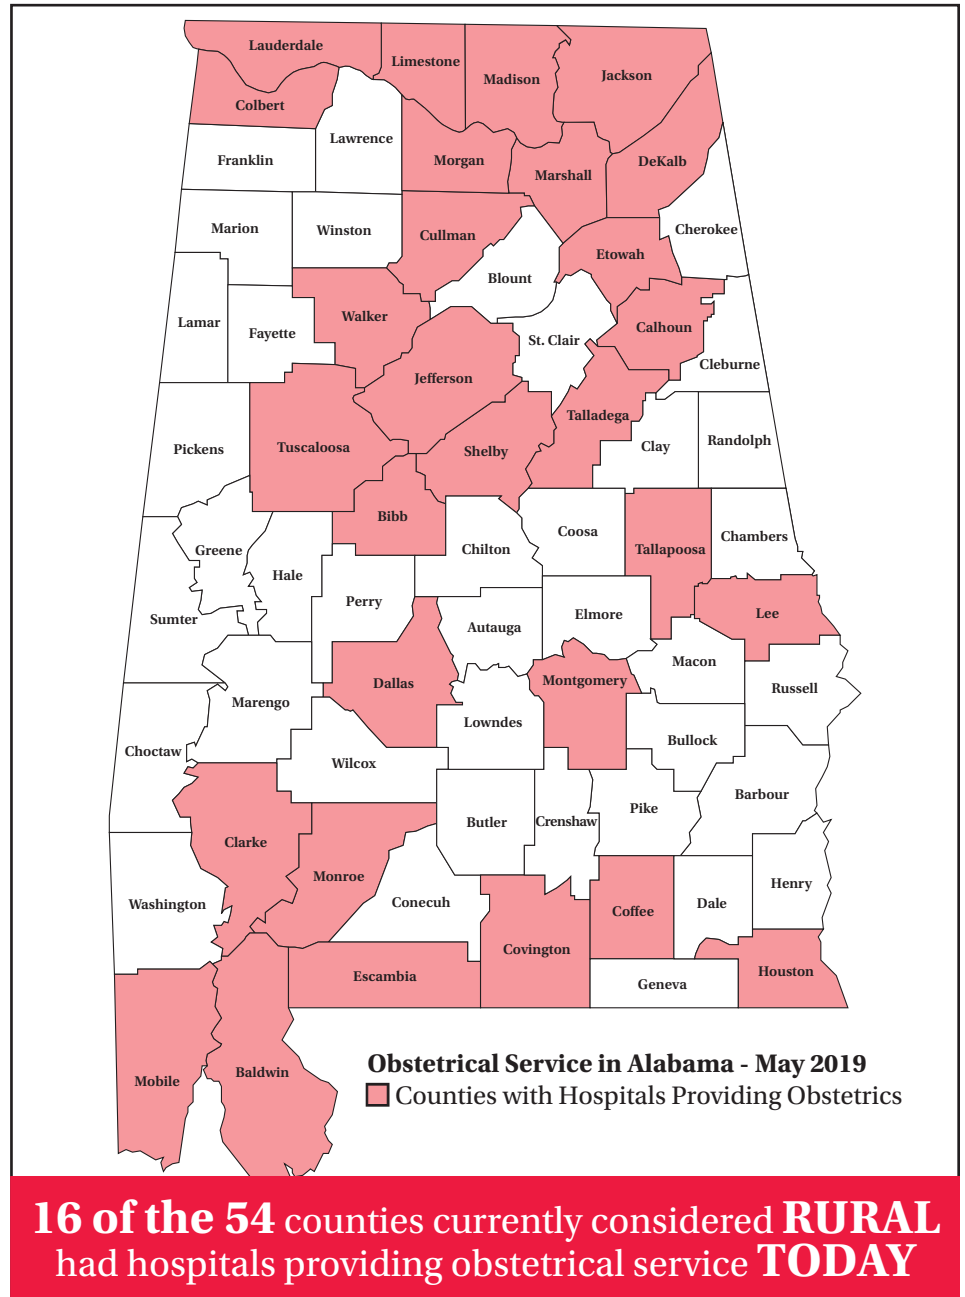 Lauderdale
Limestone
Madison
Jackson
Colbert
Lawrence
Franklin
Morgan
Marshall
DeKalb
Marion
Winston
Cullman
Cherokee
Etowah
Blount
Lamar
Fayette
Walker
St. Clair
Calhoun
Cleburne
Jefferson
Talladega
Pickens
Tuscaloosa
Shelby
Clay
Randolph
Bibb
Greene
Hale
Chilton
Coosa
Tallapoosa
Chambers
Sumter
Perry
Autauga
Elmore
Lee
Marengo
Dallas
Montgomery
Macon
Russell
Choctaw
Wilcox
Lowndes
Bullock
Clarke
Butler
Crenshaw
Pike
Barbour
Washington
Monroe
Conecuh
Coffee
Dale
Henry
Covington
Escambia
Geneva
Houston
Mobile
Baldwin
Obstetrical Service in Alabama - May 2019
Counties with Hospitals Providing Obstetrics
16 of the 54 counties currently considered RURAL
had hospitals providing obstetrical service TODAY